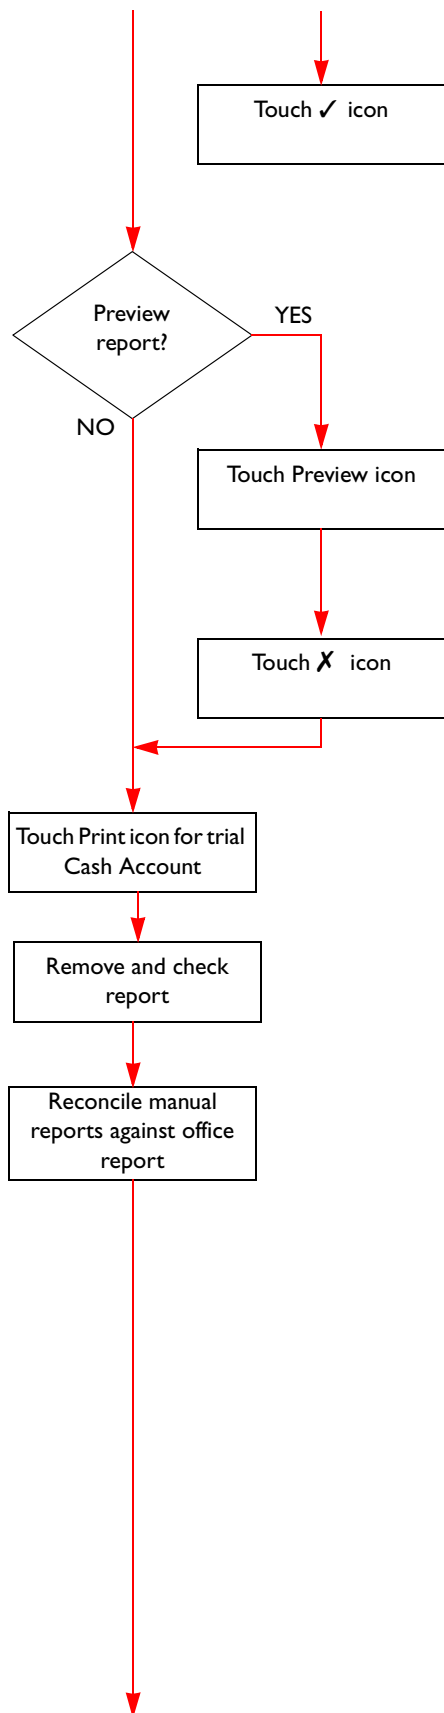 Touch ✓ icon
Preview
report?
YES
NO
Touch Preview icon
Touch ✗ icon
Touch Print icon for trial
Cash Account
Remove and check
report
Reconcile manual
reports against office
report